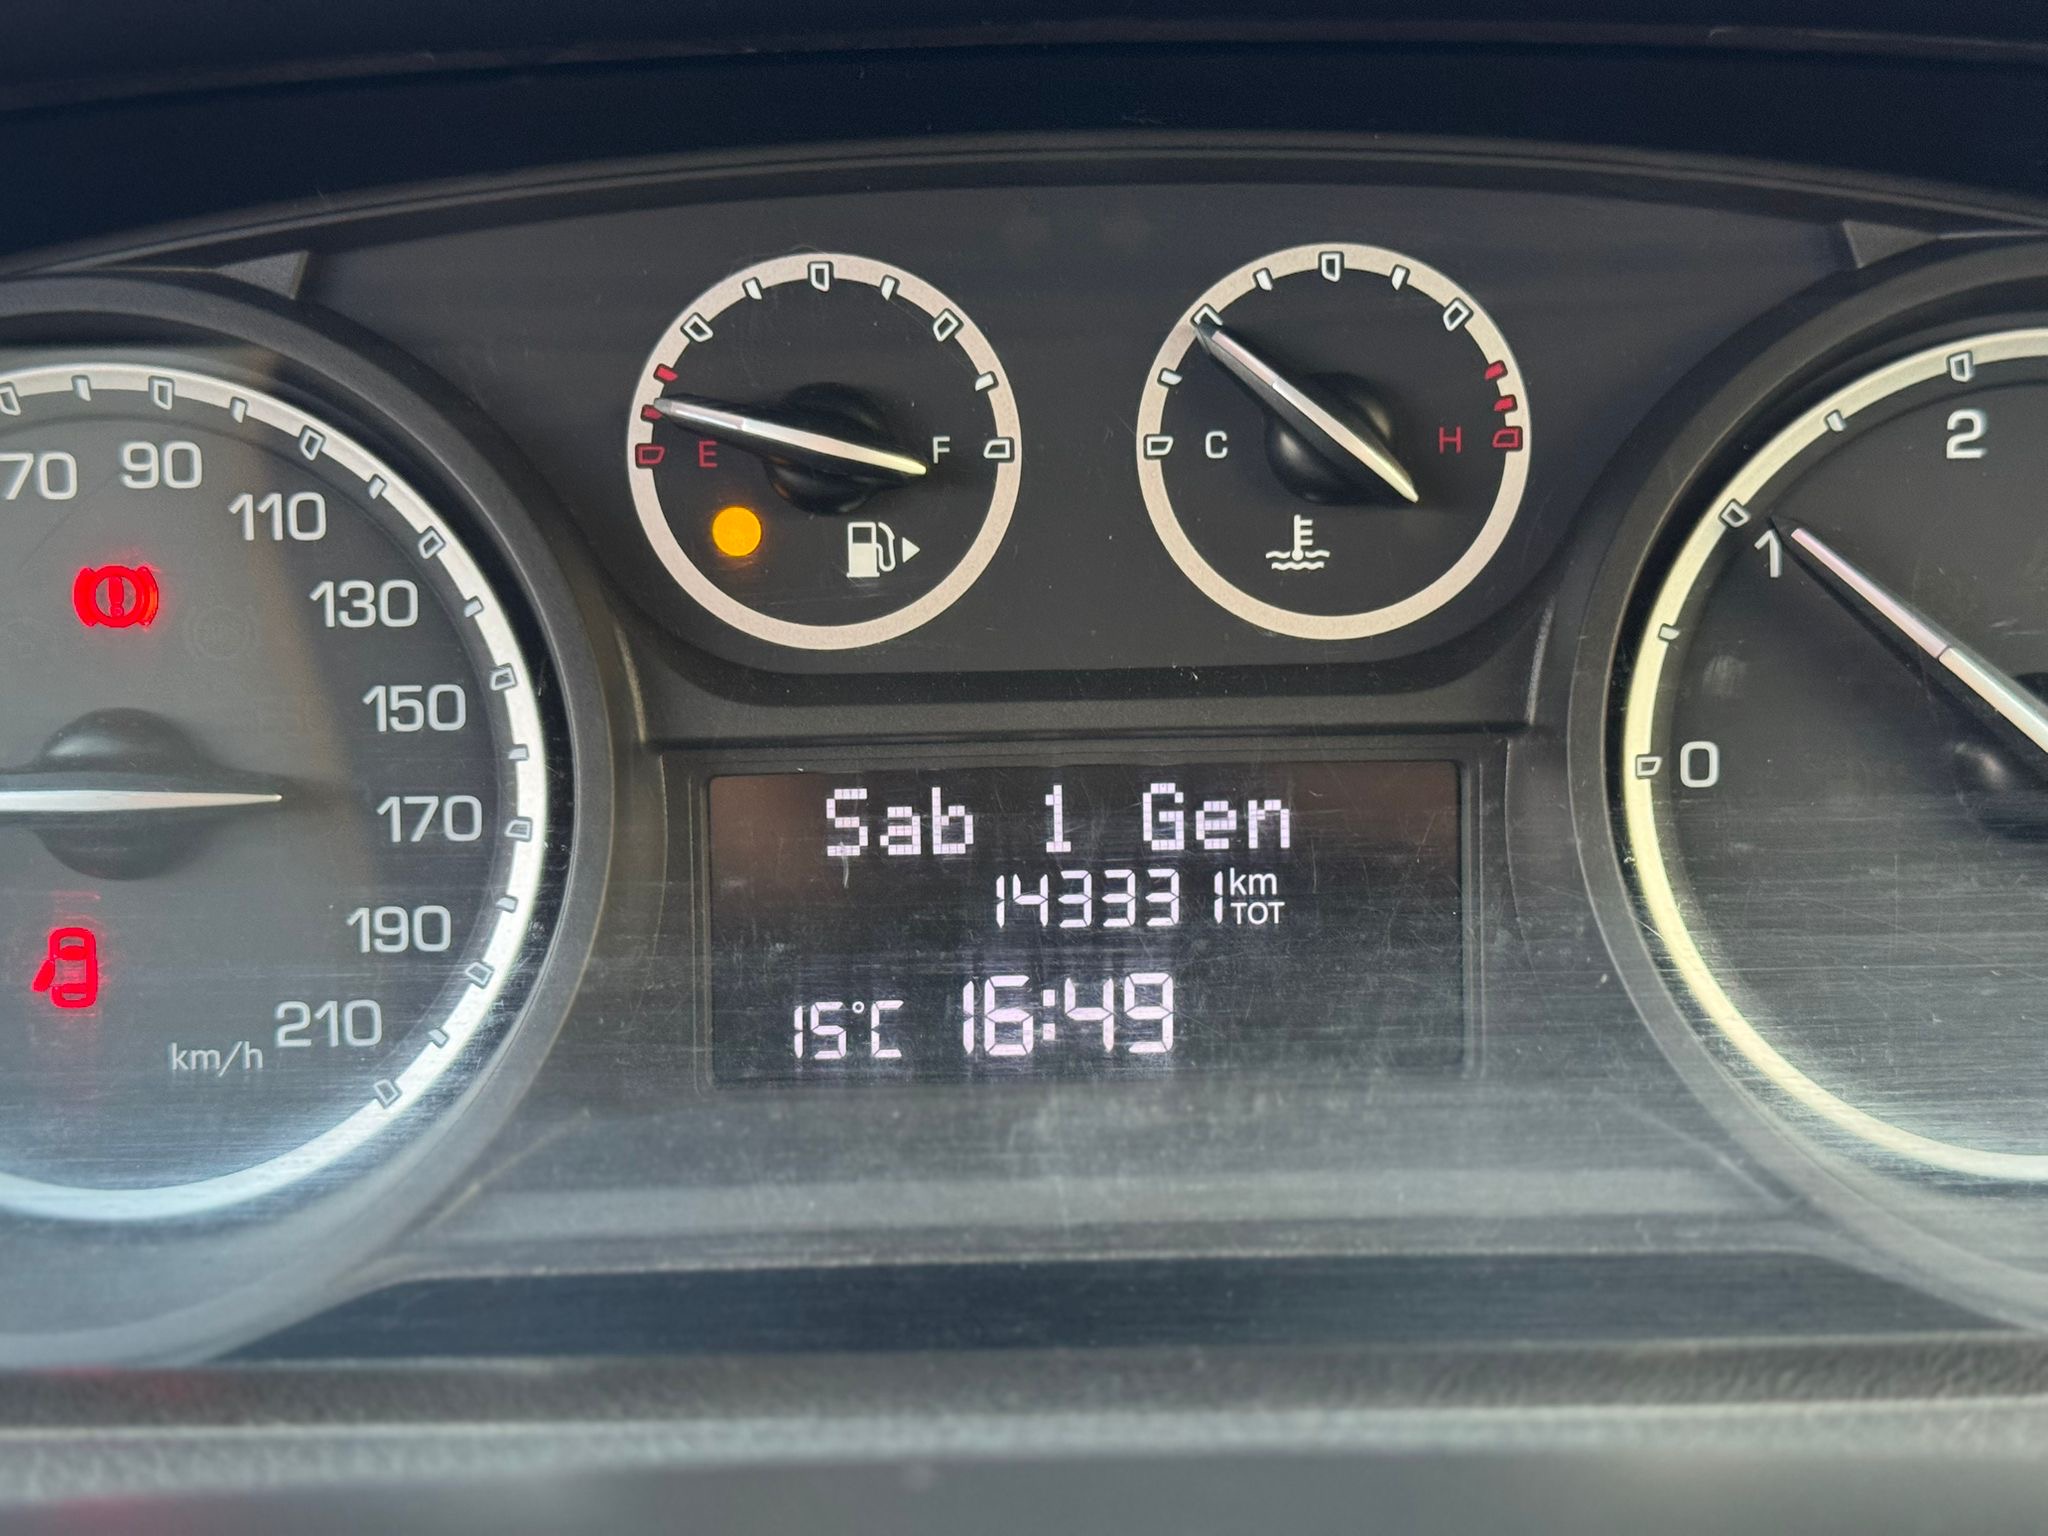 E F
C H
70 90 110 130 150 170 190 210
km/h
0 1 2
Sab 1 Gen
143331 km TOT
15°C 16:49